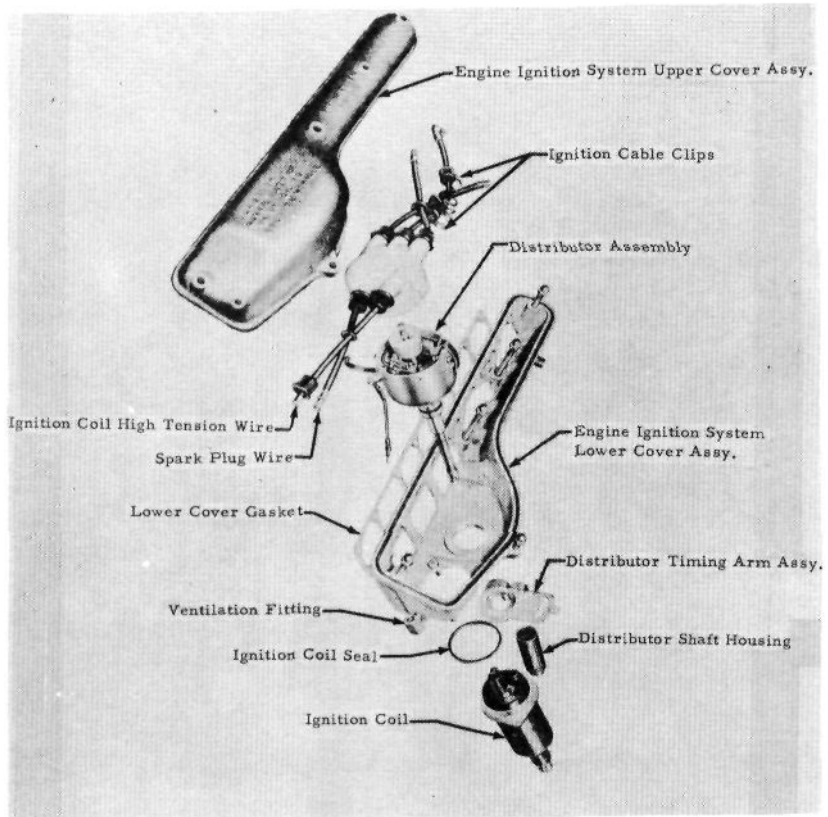 Engine Ignition System Upper Cover Assy.
Ignition Cable Clips
Distributor Assembly
Ignition Coil High Tension Wire
Spark Plug Wire
Engine Ignition System
Lower Cover Assy.
Lower Cover Gasket
Distributor Timing Arm Assy.
Ventilation Fitting
Distributor Shaft Housing
Ignition Coil Seal
Ignition Coil